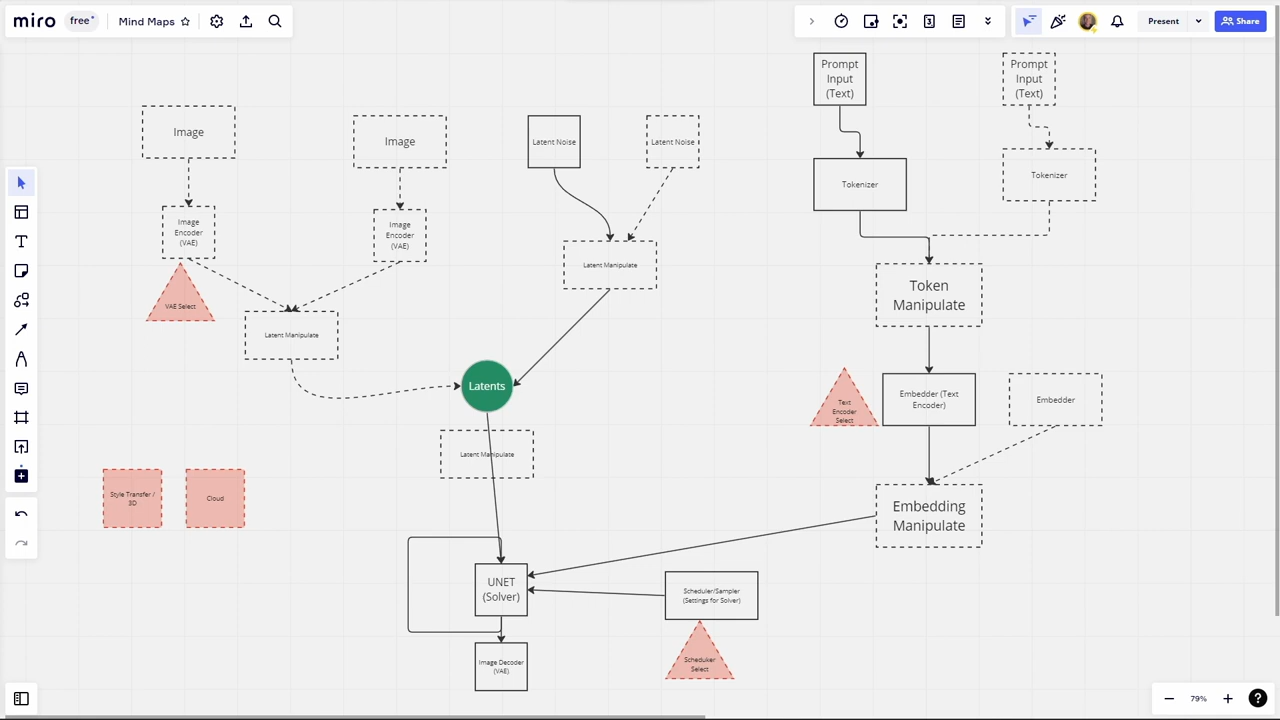 miro
free
Mind Maps
3
Present
Share
Prompt
Input
(Text)
Prompt
Input
(Text)
Image
Image
Latent Noise
Latent Noise
Tokenizer
Tokenizer
Image
Encoder
(VAE)
Image
Encoder
(VAE)
VAE Select
Latent Manipulate
Latent Manipulate
Token
Manipulate
Latents
Text
Encoder
Select
Embedder (Text
Encoder)
Embedder
Latent Manipulate
Style Transfer /
3D
Cloud
Embedding
Manipulate
UNET
(Solver)
Scheduler/Sampler
(Settings for Solver)
Image Decoder
(VAE)
Scheduker
Select
79%
?